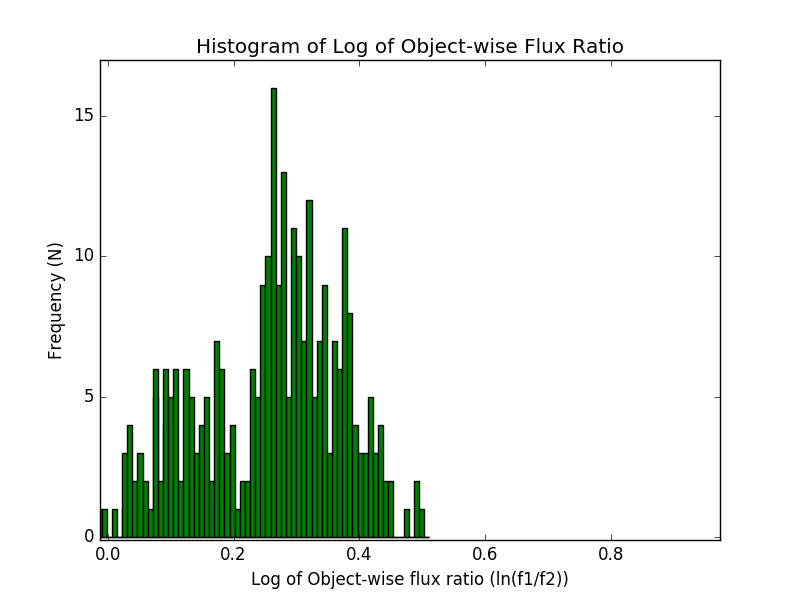 Histogram of Log of Object-wise Flux Ratio
15
10
5
0
Frequency (N)
0.0 0.2 0.4 0.6 0.8
Log of Object-wise flux ratio (ln(f1/f2))